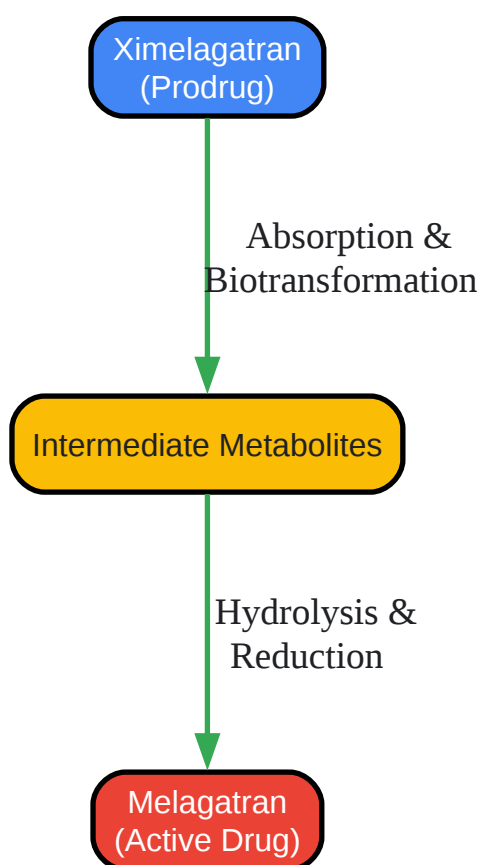 Ximelagatran
(Prodrug)
Absorption &
Biotransformation
Intermediate Metabolites
Hydrolysis &
Reduction
Melagatran
(Active Drug)